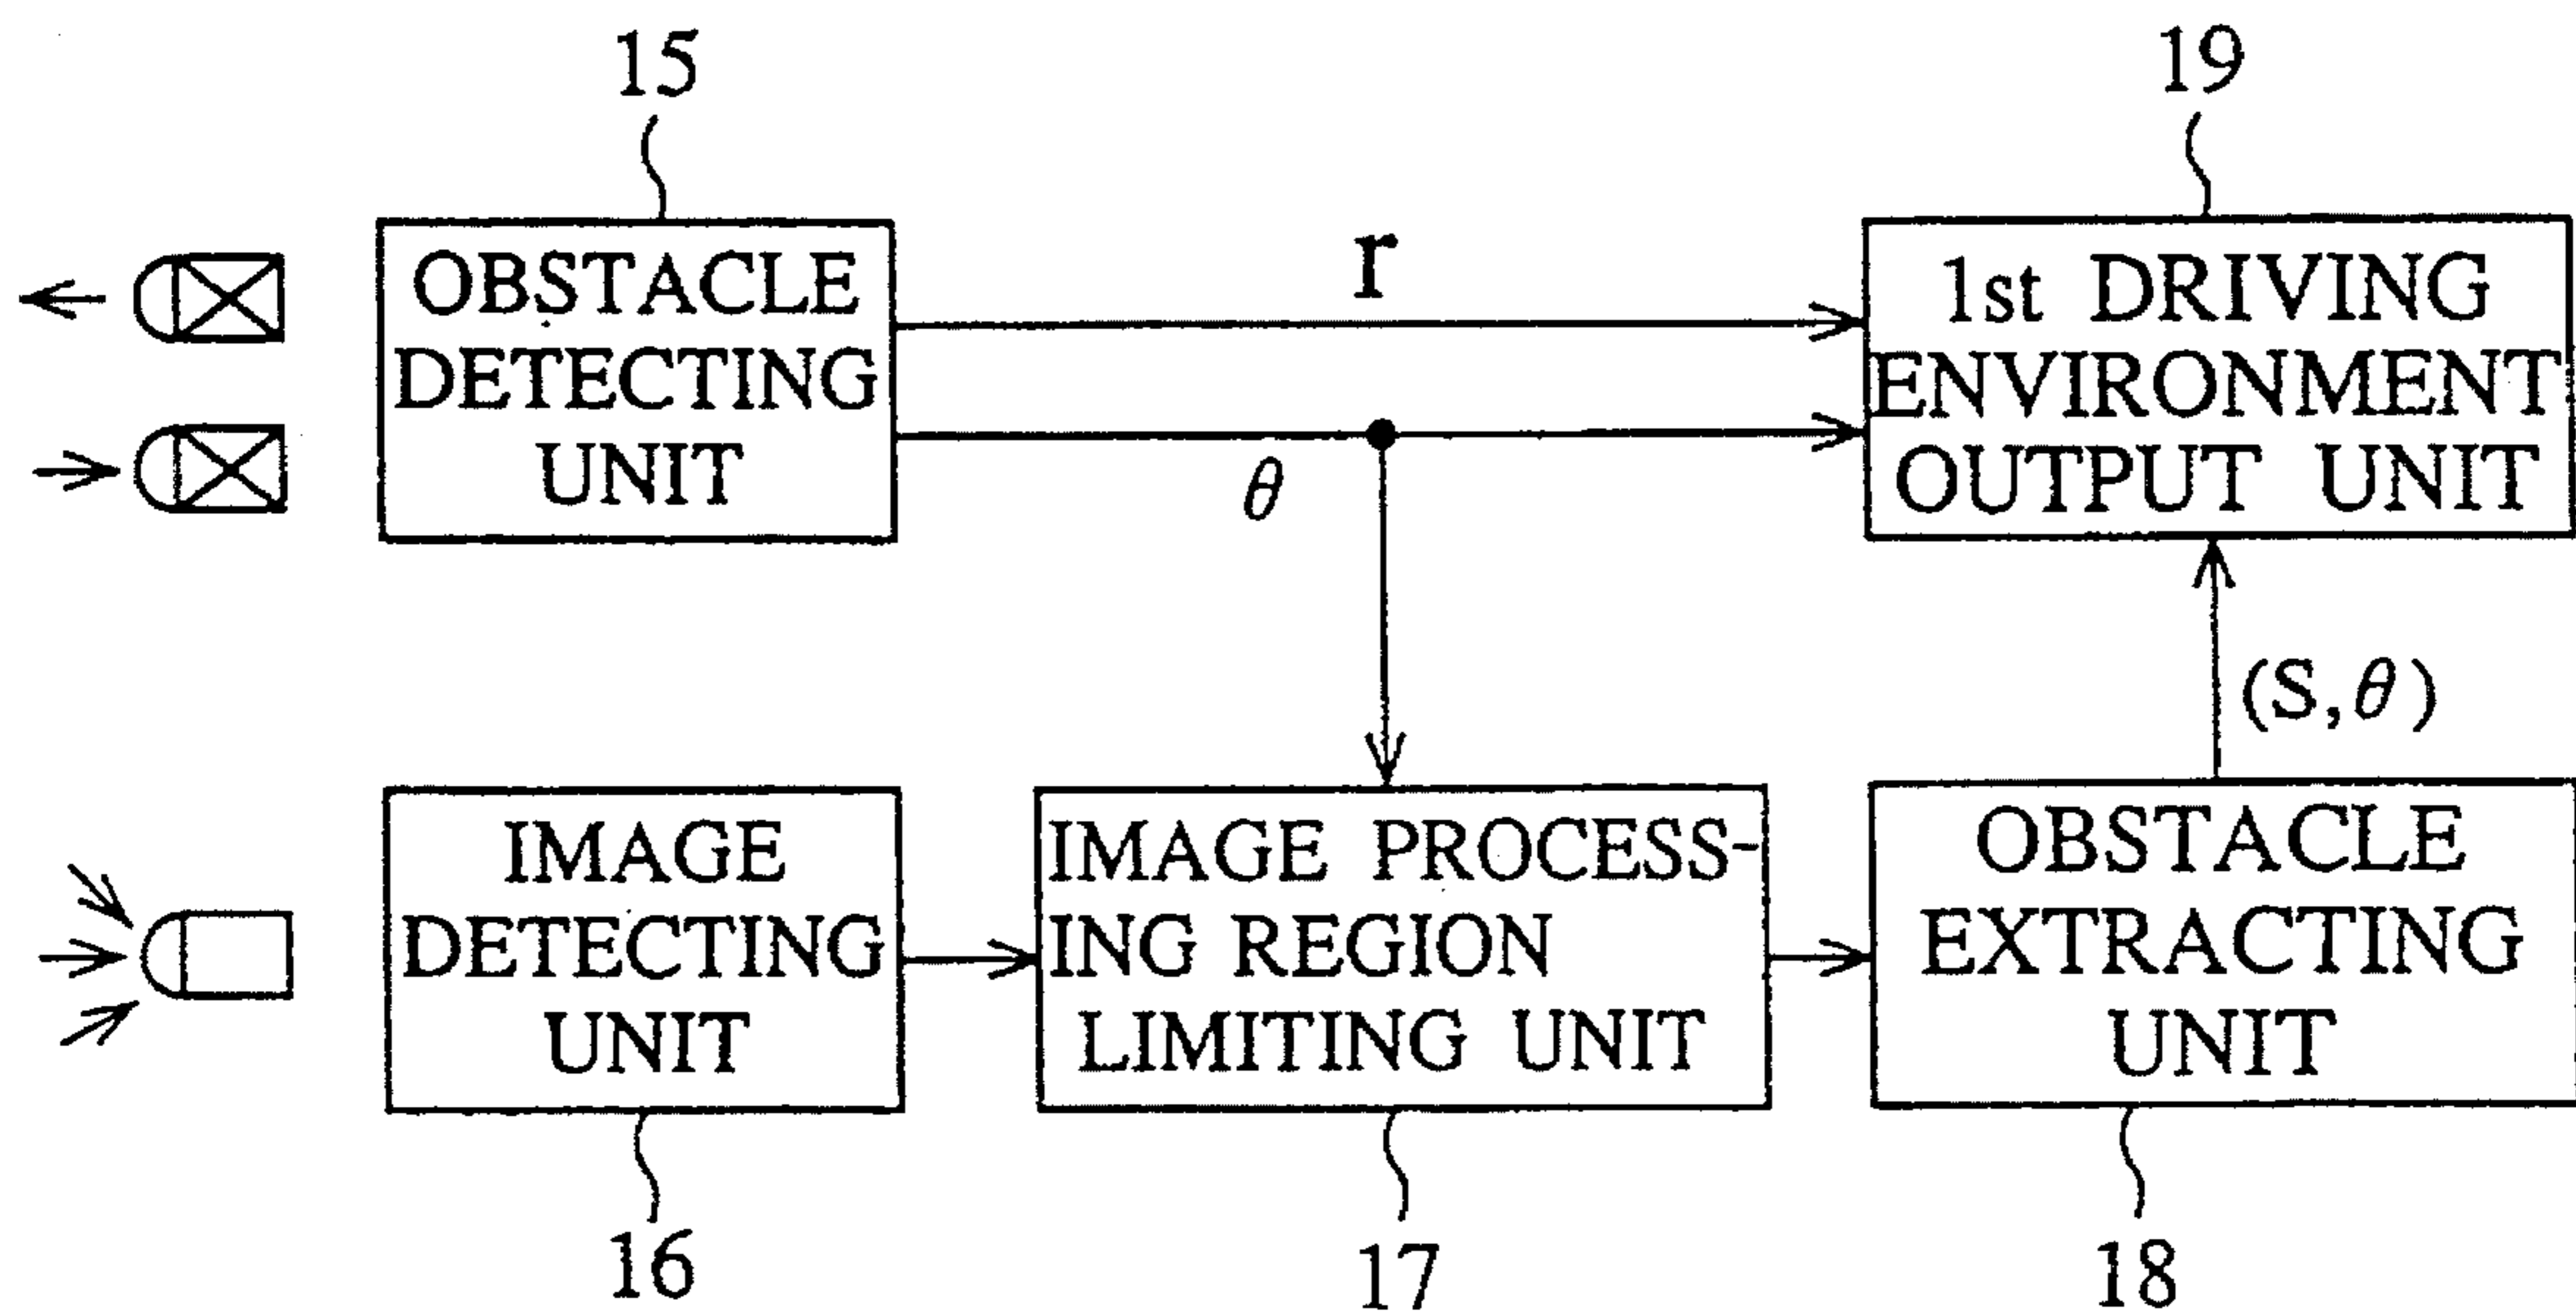 15
19
OBSTACLE
DETECTING
UNIT
r
θ
1st DRIVING
ENVIRONMENT
OUTPUT UNIT
(S,θ)
IMAGE
DETECTING
UNIT
IMAGE PROCESS-
ING REGION
LIMITING UNIT
OBSTACLE
EXTRACTING
UNIT
16
17
18